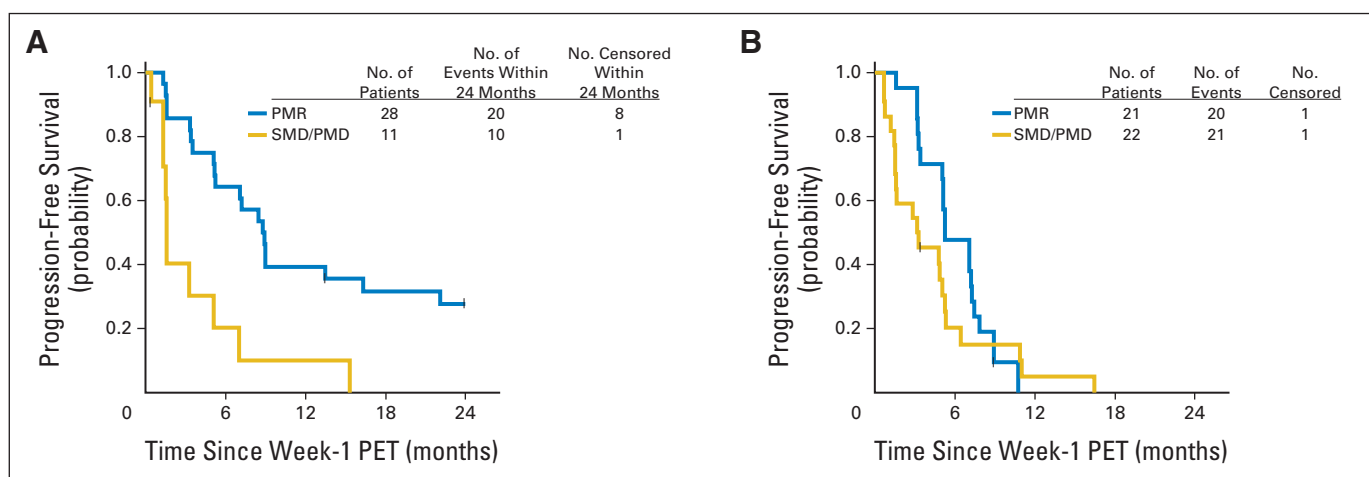 A
No. of
Patients
No. of
Events Within
24 Months
No. Censored
Within
24 Months
PMR 28 20 8
SMD/PMD 11 10 1
Progression-Free Survival
(probability)
1.0
0.8
0.6
0.4
0.2
0 6 12 18 24
Time Since Week-1 PET (months)
B
No. of
Patients
No. of
Events
No.
Censored
PMR 21 20 1
SMD/PMD 22 21 1
Progression-Free Survival
(probability)
1.0
0.8
0.6
0.4
0.2
0 6 12 18 24
Time Since Week-1 PET (months)